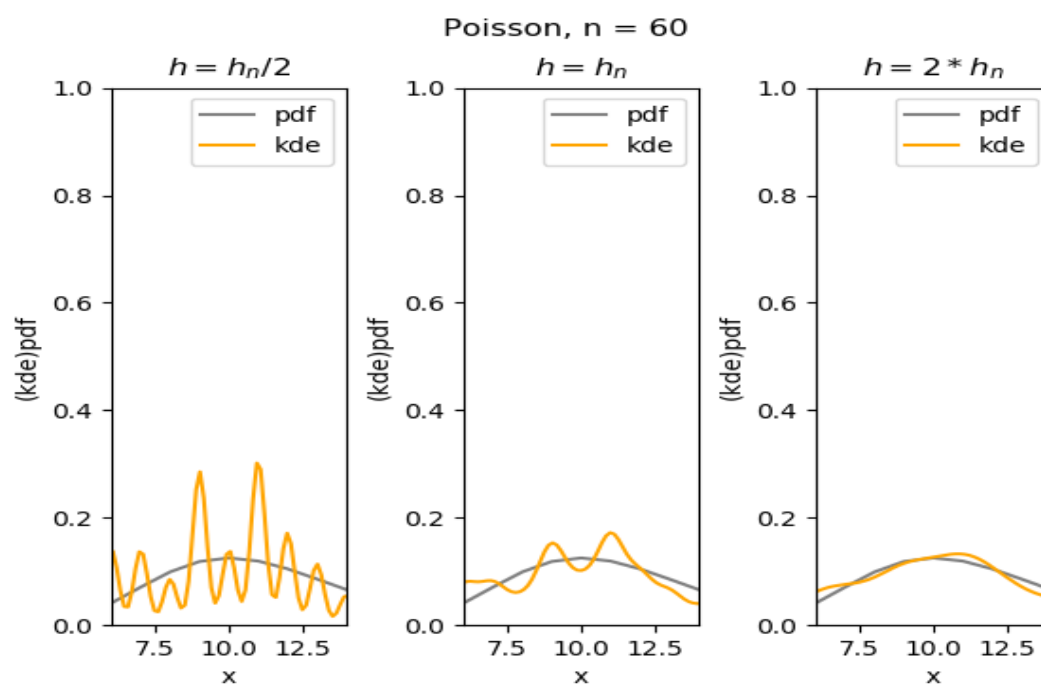 Poisson, n = 60
h = hₙ/2
1.0
0.8
0.6
0.4
0.2
0.0
(kde)pdf
pdf
kde
7.5 10.0 12.5
x
h = hₙ
1.0
0.8
0.6
0.4
0.2
0.0
(kde)pdf
pdf
kde
7.5 10.0 12.5
x
h = 2 * hₙ
1.0
0.8
0.6
0.4
0.2
0.0
(kde)pdf
pdf
kde
7.5 10.0 12.5
x